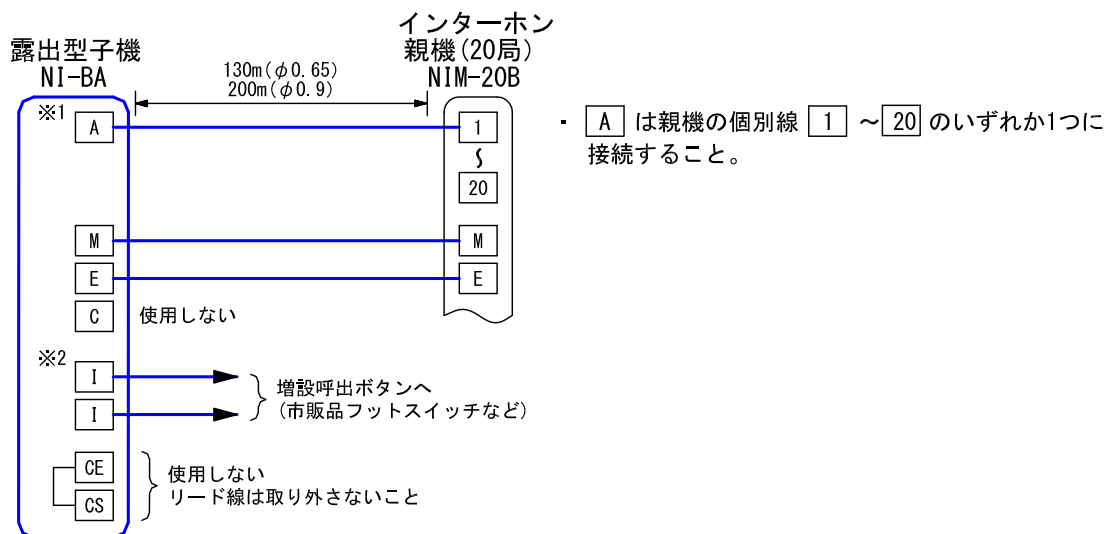 露出型子機
NI-BA
130m(φ0.65)
200m(φ0.9)
インターホン
親機(20局)
NIM-20B
※1
A
1
〜
20
M
M
E
E
C 使用しない
※2
I
I
増設呼出ボタンへ
(市販品フットスイッチなど)
CE
CS
使用しない
リード線は取り外さないこと
・ A は親機の個別線 1 〜 20 のいずれか1つに
接続すること。